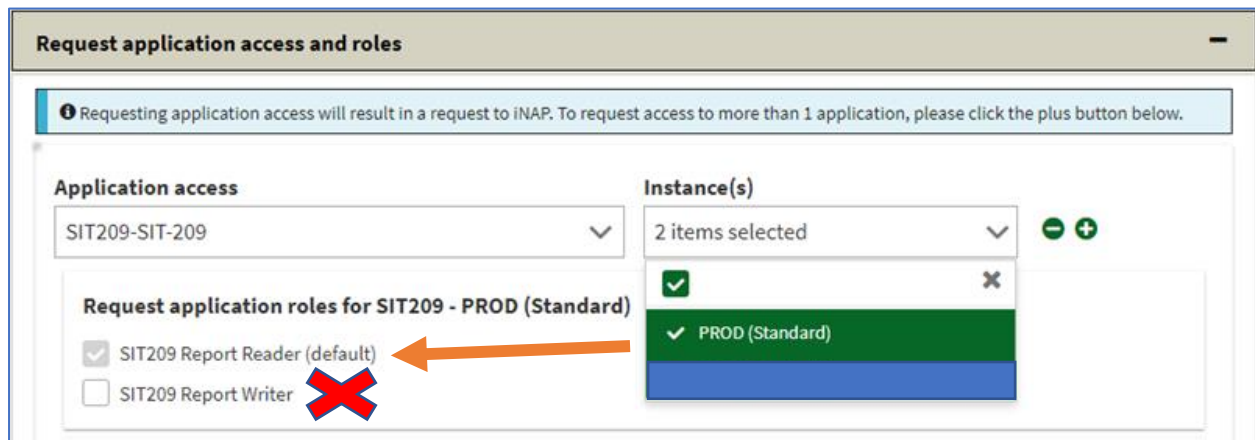 Request application access and roles
Requesting application access will result in a request to iNAP. To request access to more than 1 application, please click the plus button below.
Application access
Instance(s)
SIT209-SIT-209
2 items selected
Request application roles for SIT209 - PROD (Standard)
PROD (Standard)
SIT209 Report Reader (default)
SIT209 Report Writer